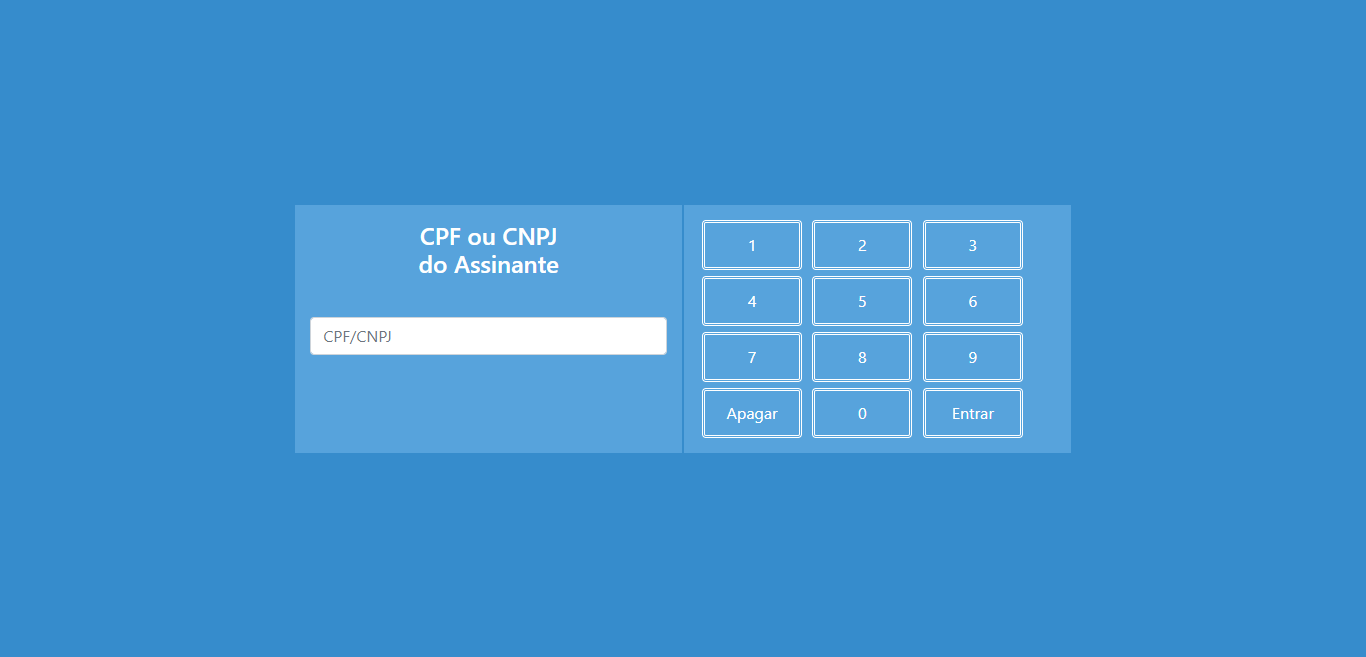 CPF ou CNPJ
do Assinante
CPF/CNPJ
1 2 3
4 5 6
7 8 9
Apagar 0 Entrar